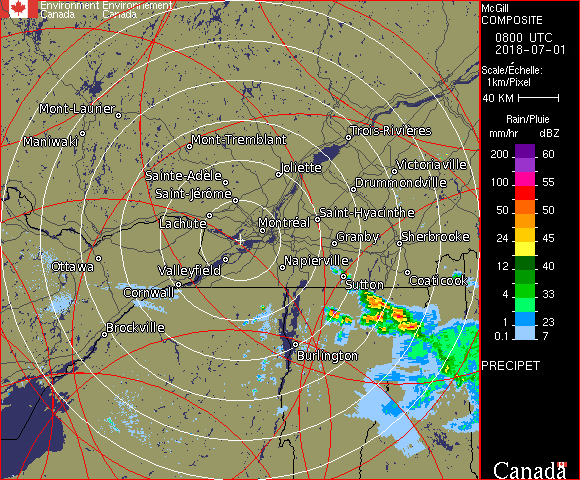 Environment Environnement
Canada Canada
McGill
COMPOSITE
0800 UTC
2018-07-01
Scale/Échelle:
1km/Pixel
40 KM
Rain/Pluie
mm/hr dBZ
200 60
100 55
50 50
24 45
12 40
4 33
1 23
0.1 7
PRECIPET
Canada
Mont-Laurier
Maniwaki
Mont-Tremblant
Trois-Rivières
Joliette
Victoriaville
Sainte-Adèle
Drummondville
Saint-Jérôme
Lachute
Saint-Hyacinthe
Montréal
Granby
Sherbrooke
Ottawa
Valleyfield
Napierville
Coaticook
Sutton
Cornwall
Brockville
Burlington